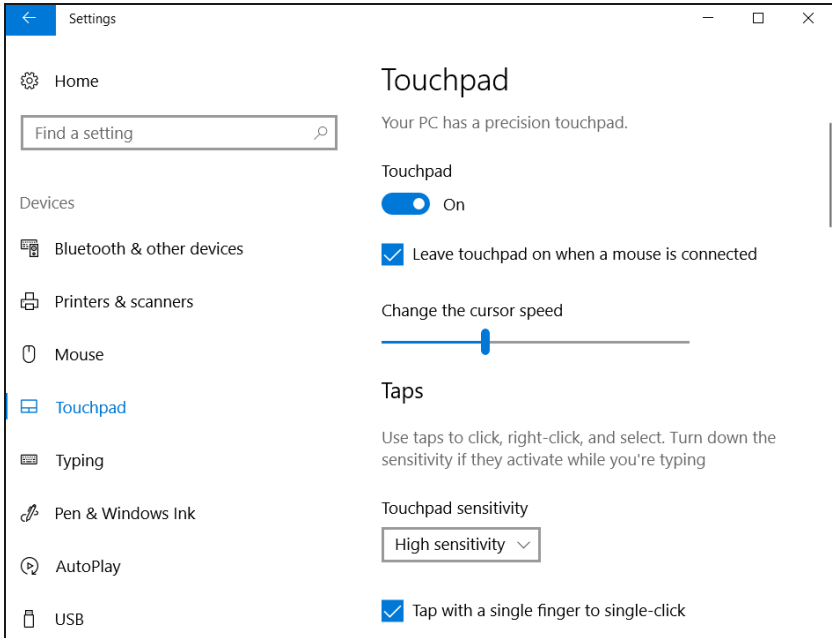 Settings
Home
Find a setting
Devices
Bluetooth & other devices
Printers & scanners
Mouse
Touchpad
Typing
Pen & Windows Ink
AutoPlay
USB
Touchpad
Your PC has a precision touchpad.
Touchpad
On
Leave touchpad on when a mouse is connected
Change the cursor speed
Taps
Use taps to click, right-click, and select. Turn down the
sensitivity if they activate while you're typing
Touchpad sensitivity
High sensitivity
Tap with a single finger to single-click